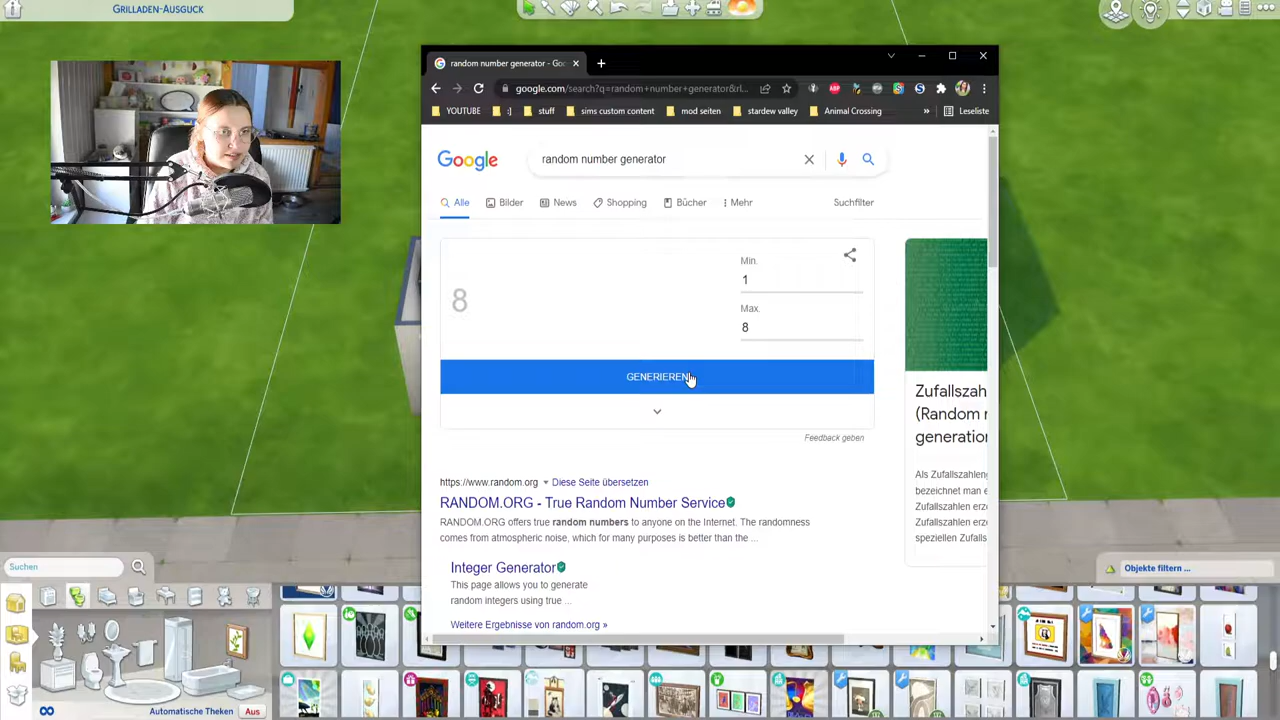 GRILLADEN-AUSGUCK
random number generator - Goo
google.com/search?q=random+number+generator&rl...
YOUTUBE
:]
stuff
sims custom content
mod seiten
stardew valley
Animal Crossing
»
Leseliste
Google
random number generator
Alle
Bilder
News
Shopping
Bücher
Mehr
Suchfilter
8
Min.
1
Max.
8
GENERIEREN
Feedback geben
Zufallszah
(Random n
generation
Als Zufallszahleng
bezeichnet man e
Zufallszahlen erze
Zufallszahlen erze
speziellen Zufalls
https://www.random.org
Diese Seite übersetzen
RANDOM.ORG - True Random Number Service
RANDOM.ORG offers true random numbers to anyone on the Internet. The randomness
comes from atmospheric noise, which for many purposes is better than the ...
Integer Generator
This page allows you to generate
random integers using true ...
Weitere Ergebnisse von random.org »
Suchen
Objekte filtern ...
Automatische Theken
Aus